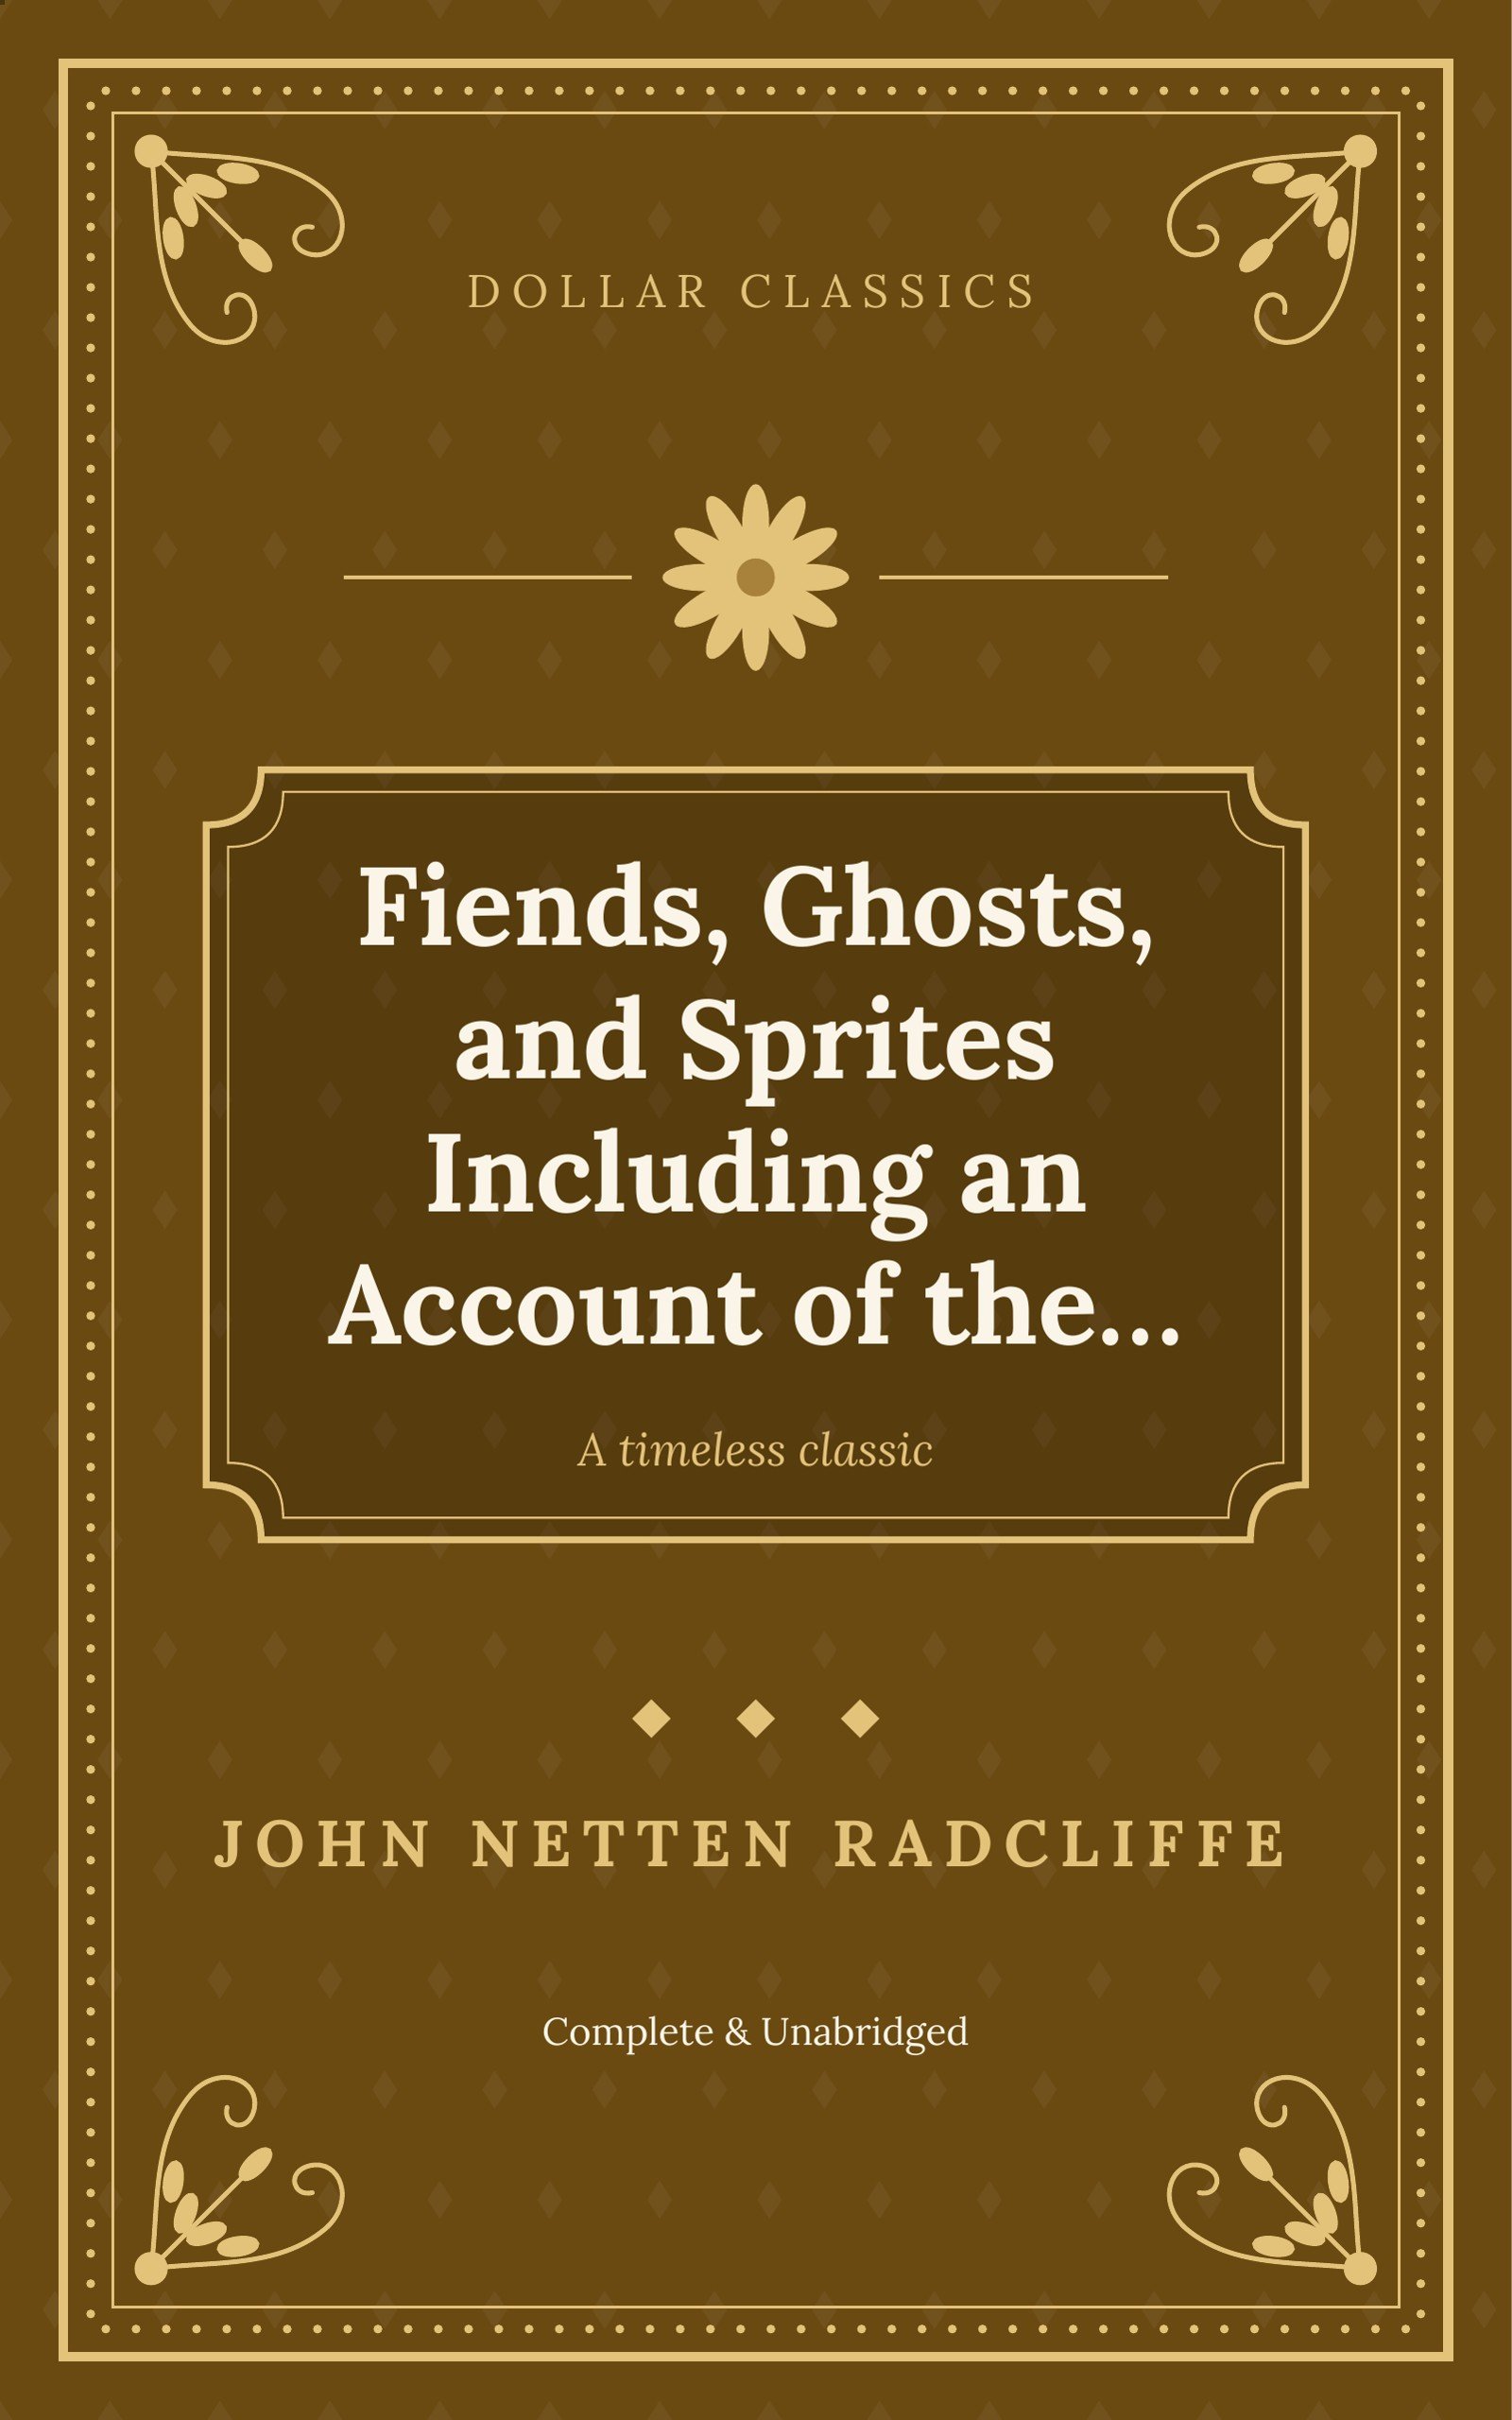 DOLLAR CLASSICS
Fiends, Ghosts,
and Sprites
Including an
Account of the...
A timeless classic
JOHN NETTEN RADCLIFFE
Complete & Unabridged